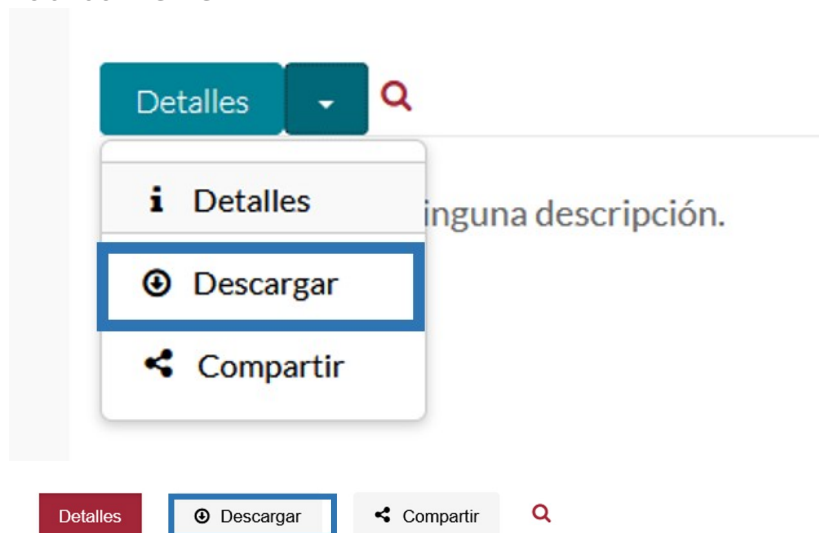 Detalles
Detalles
inguna descripción.
Descargar
Compartir
Detalles Descargar Compartir